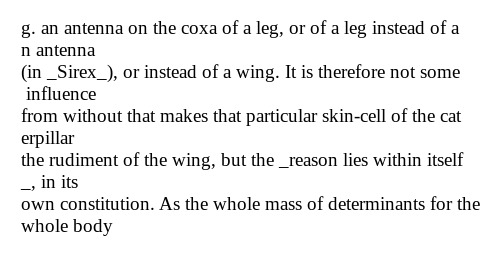 g. an antenna on the coxa of a leg, or of a leg instead of a
n antenna
(in _Sirex_), or instead of a wing. It is therefore not some
 influence
from without that makes that particular skin-cell of the cat
erpillar
the rudiment of the wing, but the _reason lies within itself
_, in its
own constitution. As the whole mass of determinants for the
whole body